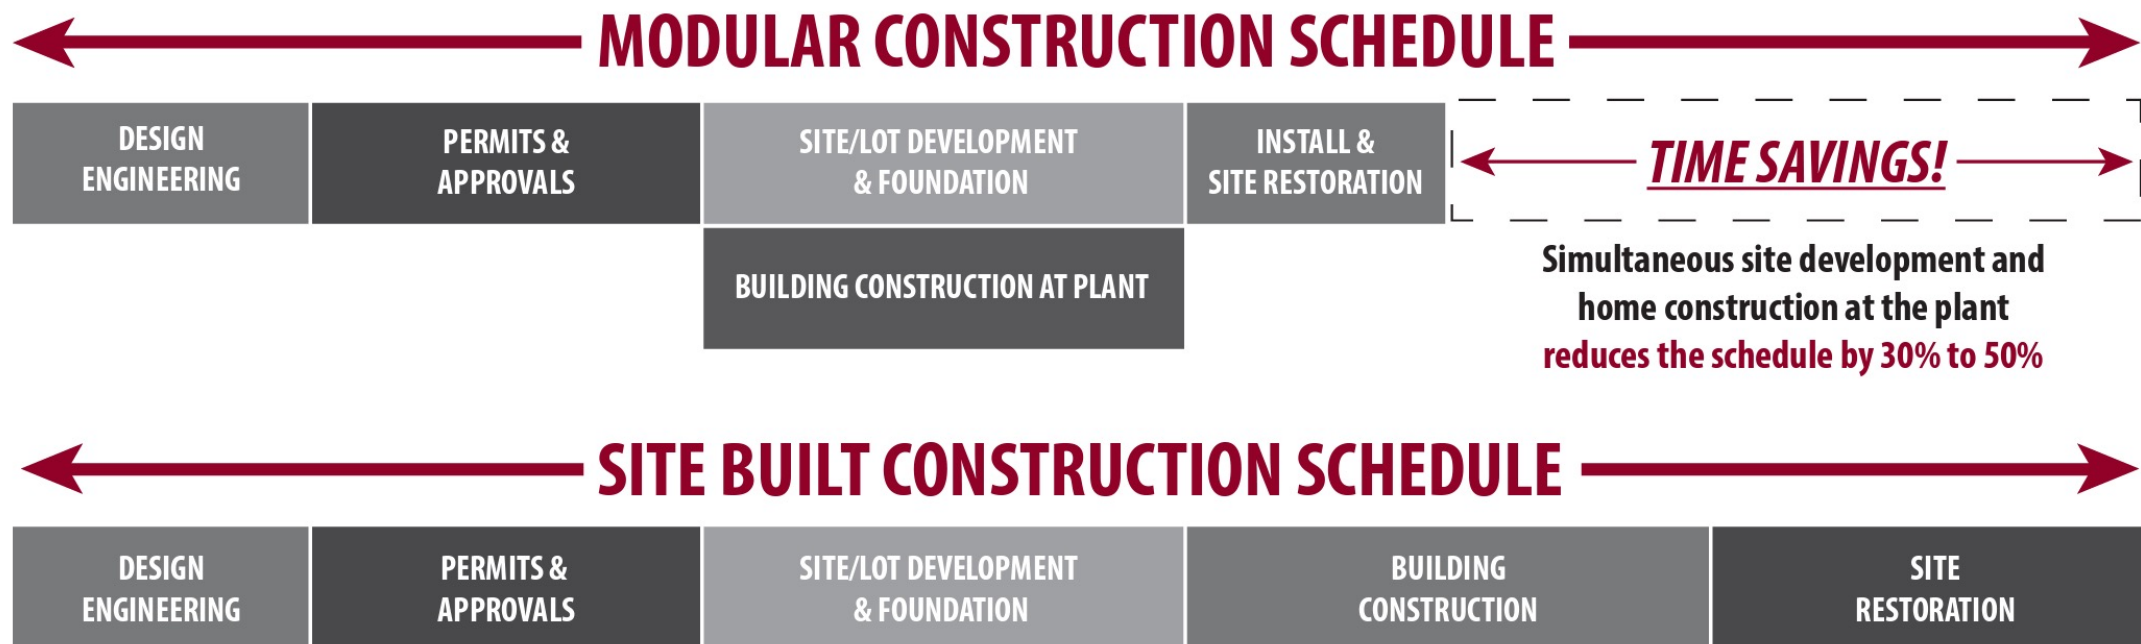 MODULAR CONSTRUCTION SCHEDULE
DESIGN
ENGINEERING
PERMITS &
APPROVALS
SITE/LOT DEVELOPMENT
& FOUNDATION
INSTALL &
SITE RESTORATION
TIME SAVINGS!
BUILDING CONSTRUCTION AT PLANT
Simultaneous site development and
home construction at the plant
reduces the schedule by 30% to 50%
SITE BUILT CONSTRUCTION SCHEDULE
DESIGN
ENGINEERING
PERMITS &
APPROVALS
SITE/LOT DEVELOPMENT
& FOUNDATION
BUILDING
CONSTRUCTION
SITE
RESTORATION